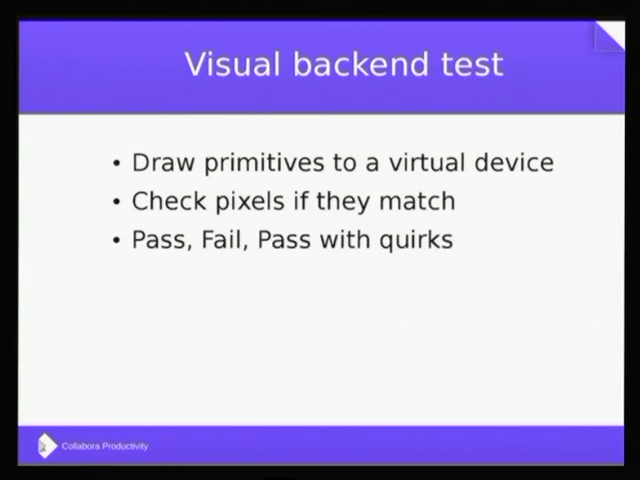 Visual backend test
• Draw primitives to a virtual device
• Check pixels if they match
• Pass, Fail, Pass with quirks
Collabora Productivity